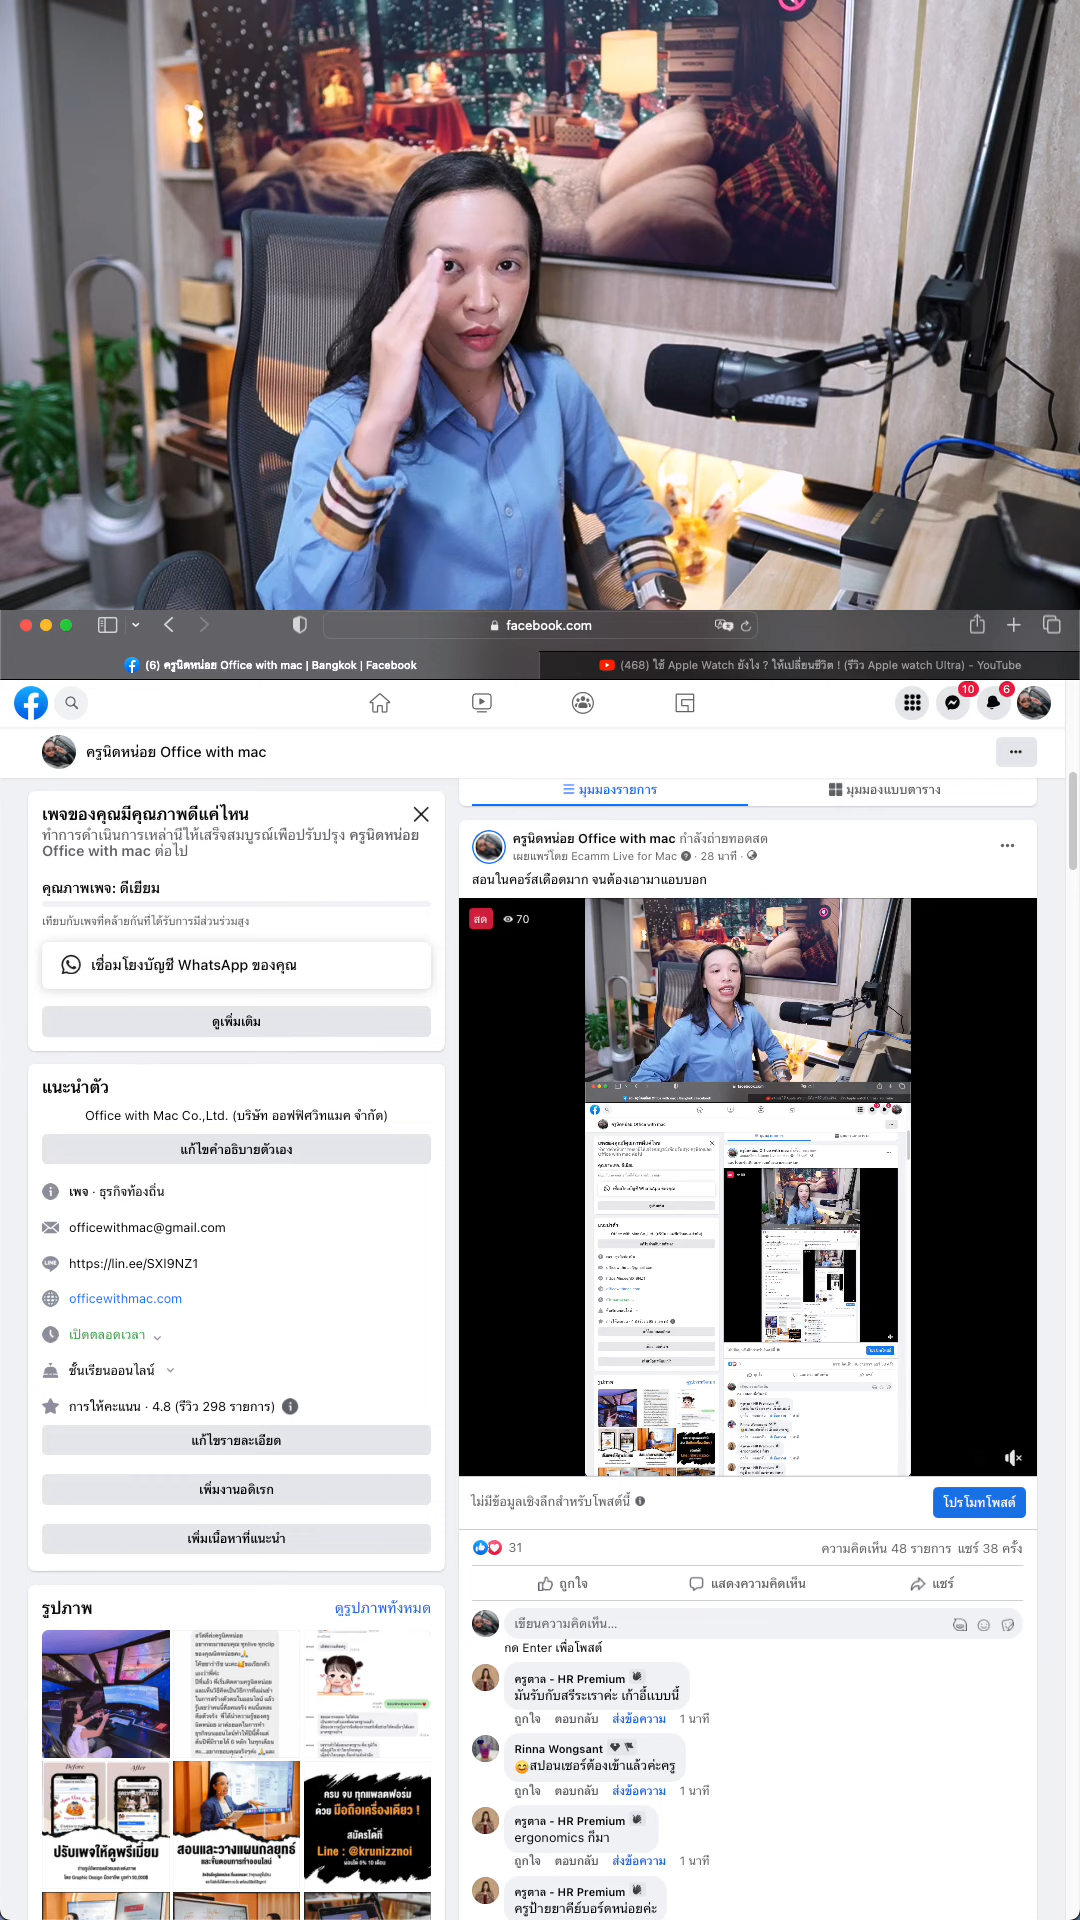 SHURE
facebook.com
(6) ครูนิดหน่อย Office with mac | Bangkok | Facebook
(468) ใช้ Apple Watch ยังไง ? ให้เปลี่ยนชีวิต ! (รีวิว Apple watch Ultra) - YouTube
10
6
ครูนิดหน่อย Office with mac
เพจของคุณมีคุณภาพดีแค่ไหน
ทำการดำเนินการเหล่านี้ให้เสร็จสมบูรณ์เพื่อปรับปรุง ครูนิดหน่อย
Office with mac ต่อไป
คุณภาพเพจ: ดีเยี่ยม
เทียบกับเพจที่คล้ายกันที่ได้รับการมีส่วนร่วมสูง
เชื่อมโยงบัญชี WhatsApp ของคุณ
ดูเพิ่มเติม
แนะนำตัว
Office with Mac Co.,Ltd. (บริษัท ออฟฟิศวิทแมค จำกัด)
แก้ไขคำอธิบายตัวเอง
เพจ · ธุรกิจท้องถิ่น
officewithmac@gmail.com
https://lin.ee/SXI9NZ1
officewithmac.com
เปิดตลอดเวลา
ชั้นเรียนออนไลน์
การให้คะแนน · 4.8 (รีวิว 298 รายการ)
แก้ไขรายละเอียด
เพิ่มงานอดิเรก
เพิ่มเนื้อหาที่แนะนำ
รูปภาพ
ดูรูปภาพทั้งหมด
Before
After
ปรับเพจให้ดูพรีเมี่ยม
สอนและวางแผนกลยุทธ์
ครบ จบ ทุกแพลตฟอร์ม
ด้วย มือถือเครื่องเดียว !
สมัครได้ที่
Line : @krunizznoi
มุมมองรายการ
มุมมองแบบตาราง
ครูนิดหน่อย Office with mac กำลังถ่ายทอดสด
เผยแพร่โดย Ecamm Live for Mac · 28 นาที ·
สอนในคอร์สเดือดมาก จนต้องเอามาแอบบอก
สด
70
ไม่มีข้อมูลเชิงลึกสำหรับโพสต์นี้
โปรโมทโพสต์
31
ความคิดเห็น 48 รายการ แชร์ 38 ครั้ง
ถูกใจ
แสดงความคิดเห็น
แชร์
เขียนความคิดเห็น...
กด Enter เพื่อโพสต์
ครูตาล - HR Premium
มันรับกับสรีระเราค่ะ เก้าอี้แบบนี้
ถูกใจ ตอบกลับ ส่งข้อความ 1 นาที
Rinna Wongsant
😊สปอนเซอร์ต้องเข้าแล้วค่ะครู
ถูกใจ ตอบกลับ ส่งข้อความ 1 นาที
ครูตาล - HR Premium
ergonomics ก็มา
ถูกใจ ตอบกลับ ส่งข้อความ 1 นาที
ครูตาล - HR Premium
ครูป้ายยาคีย์บอร์ดหน่อยค่ะ